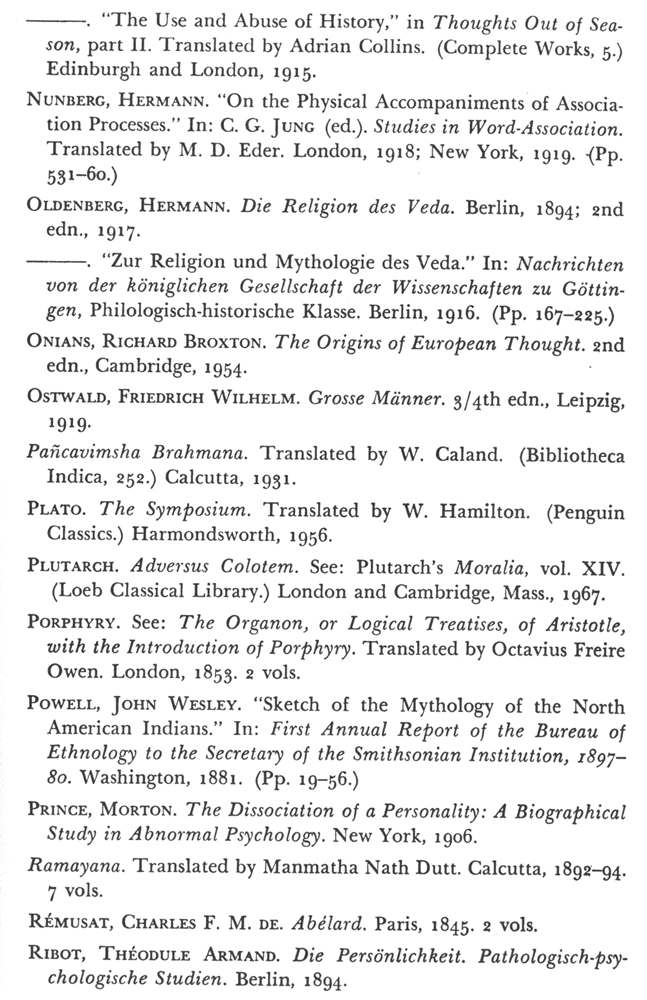 ———. "The Use and Abuse of History," in Thoughts Out of Sea-
son, part II. Translated by Adrian Collins. (Complete Works, 5.)
Edinburgh and London, 1915.
NUNBERG, HERMANN. "On the Physical Accompaniments of Associa-
tion Processes." In: C. G. JUNG (ed.). Studies in Word-Association.
Translated by M. D. Eder. London, 1918; New York, 1919. (Pp.
531–60.)
OLDENBERG, HERMANN. Die Religion des Veda. Berlin, 1894; 2nd
edn., 1917.
———. "Zur Religion und Mythologie des Veda." In: Nachrichten
von der königlichen Gesellschaft der Wissenschaften zu Göttin-
gen, Philologisch-historische Klasse. Berlin, 1916. (Pp. 167–225.)
ONIANS, RICHARD BROXTON. The Origins of European Thought. 2nd
edn., Cambridge, 1954.
OSTWALD, FRIEDRICH WILHELM. Grosse Männer. 3/4th edn., Leipzig,
1919.
Pañcavimsha Brahmana. Translated by W. Caland. (Bibliotheca
Indica, 252.) Calcutta, 1931.
PLATO. The Symposium. Translated by W. Hamilton. (Penguin
Classics.) Harmondsworth, 1956.
PLUTARCH. Adversus Colotem. See: Plutarch's Moralia, vol. XIV.
(Loeb Classical Library.) London and Cambridge, Mass., 1967.
PORPHYRY. See: The Organon, or Logical Treatises, of Aristotle,
with the Introduction of Porphyry. Translated by Octavius Freire
Owen. London, 1853. 2 vols.
POWELL, JOHN WESLEY. "Sketch of the Mythology of the North
American Indians." In: First Annual Report of the Bureau of
Ethnology to the Secretary of the Smithsonian Institution, 1897–
80. Washington, 1881. (Pp. 19–56.)
PRINCE, MORTON. The Dissociation of a Personality: A Biographical
Study in Abnormal Psychology. New York, 1906.
Ramayana. Translated by Manmatha Nath Dutt. Calcutta, 1892–94.
7 vols.
RÉMUSAT, CHARLES F. M. DE. Abélard. Paris, 1845. 2 vols.
RIBOT, THÉODULE ARMAND. Die Persönlichkeit. Pathologisch-psy-
chologische Studien. Berlin, 1894.